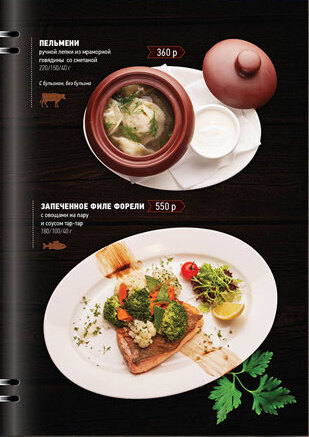 ПЕЛЬМЕНИ
360 р
ручной лепки из мраморной
говядины со сметаной
220/150/40 г
С бульоном, без бульона
ЗАПЕЧЕННОЕ ФИЛЕ ФОРЕЛИ
550 р
с овощами на пару
и соусом тар-тар
180/100/40 г